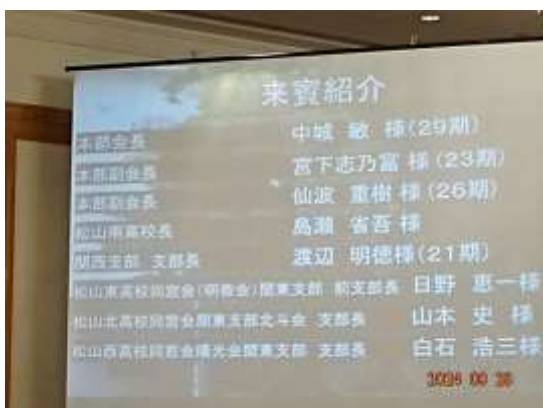 来賓紹介
本部会長 中城 敏 様(29期)
本部副会長 宮下志乃富 様(23期)
本部副会長 仙波 重樹 様(26期)
松山南高校長 島瀬 省吾 様
関西支部 支部長 渡辺 明徳様(21期)
松山東高校同窓会(明教会)関東支部 前支部長 日野 恵一様
松山北高校同窓会関東支部北斗会 支部長 山本 史 様
松山西高校同窓会 会関東支部 支部長 白石 浩三様
2024 09 28